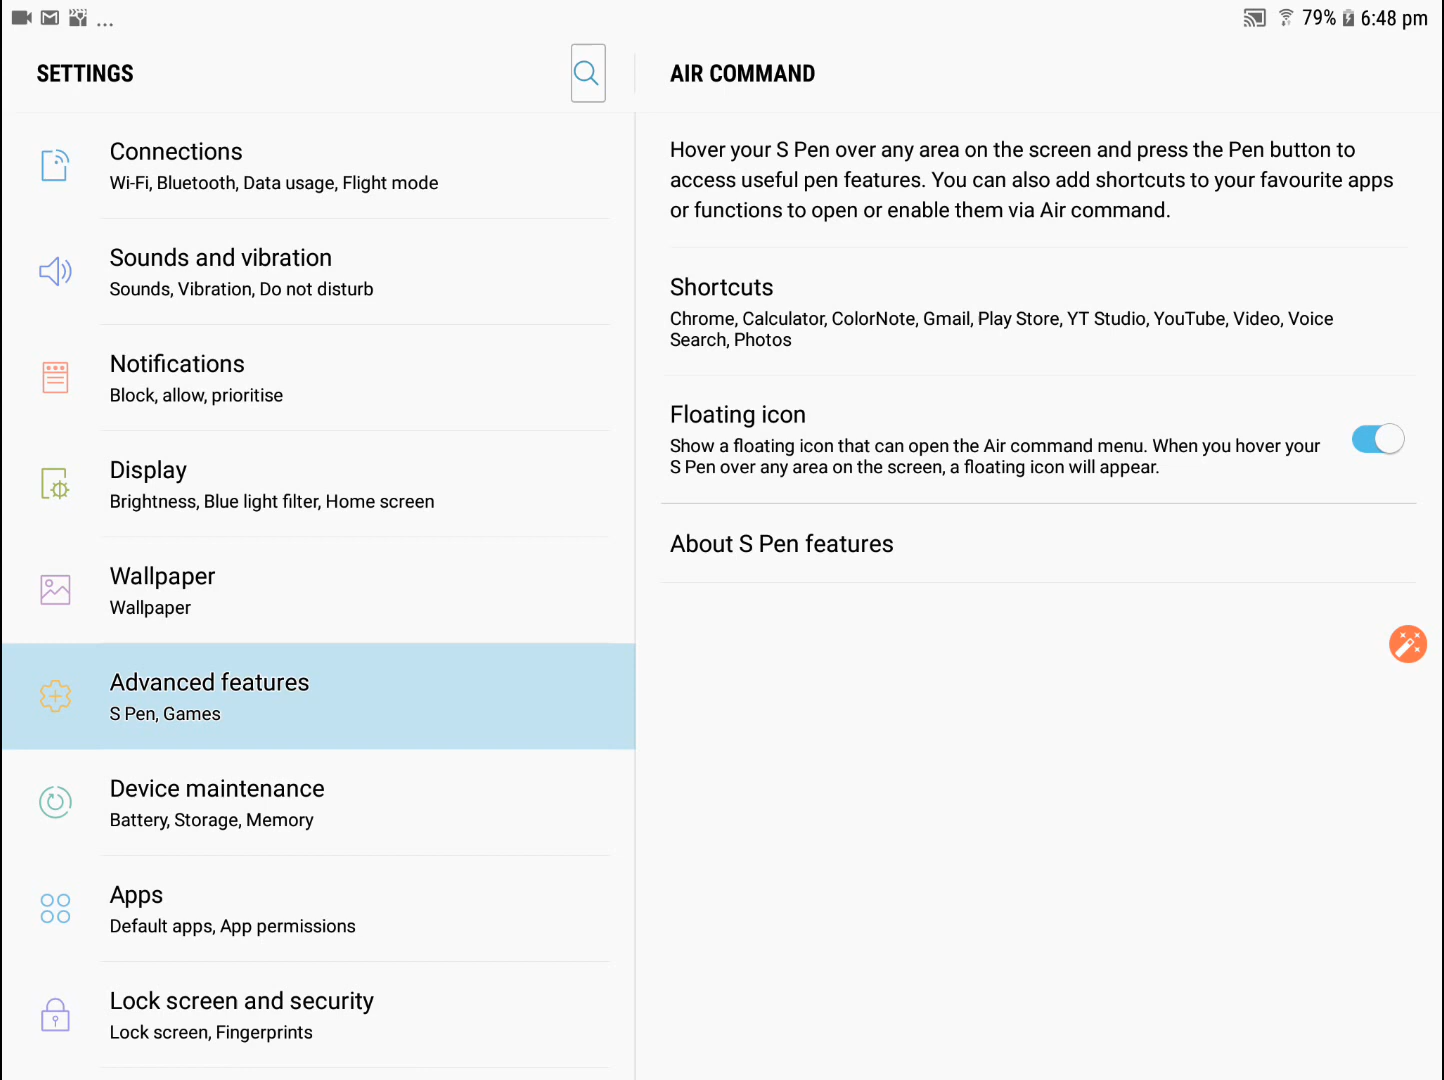 ...
79%
6:48 pm
SETTINGS
Connections
Wi-Fi, Bluetooth, Data usage, Flight mode
Sounds and vibration
Sounds, Vibration, Do not disturb
Notifications
Block, allow, prioritise
Display
Brightness, Blue light filter, Home screen
Wallpaper
Wallpaper
Advanced features
S Pen, Games
Device maintenance
Battery, Storage, Memory
Apps
Default apps, App permissions
Lock screen and security
Lock screen, Fingerprints
AIR COMMAND
Hover your S Pen over any area on the screen and press the Pen button to
access useful pen features. You can also add shortcuts to your favourite apps
or functions to open or enable them via Air command.
Shortcuts
Chrome, Calculator, ColorNote, Gmail, Play Store, YT Studio, YouTube, Video, Voice
Search, Photos
Floating icon
Show a floating icon that can open the Air command menu. When you hover your
S Pen over any area on the screen, a floating icon will appear.
About S Pen features